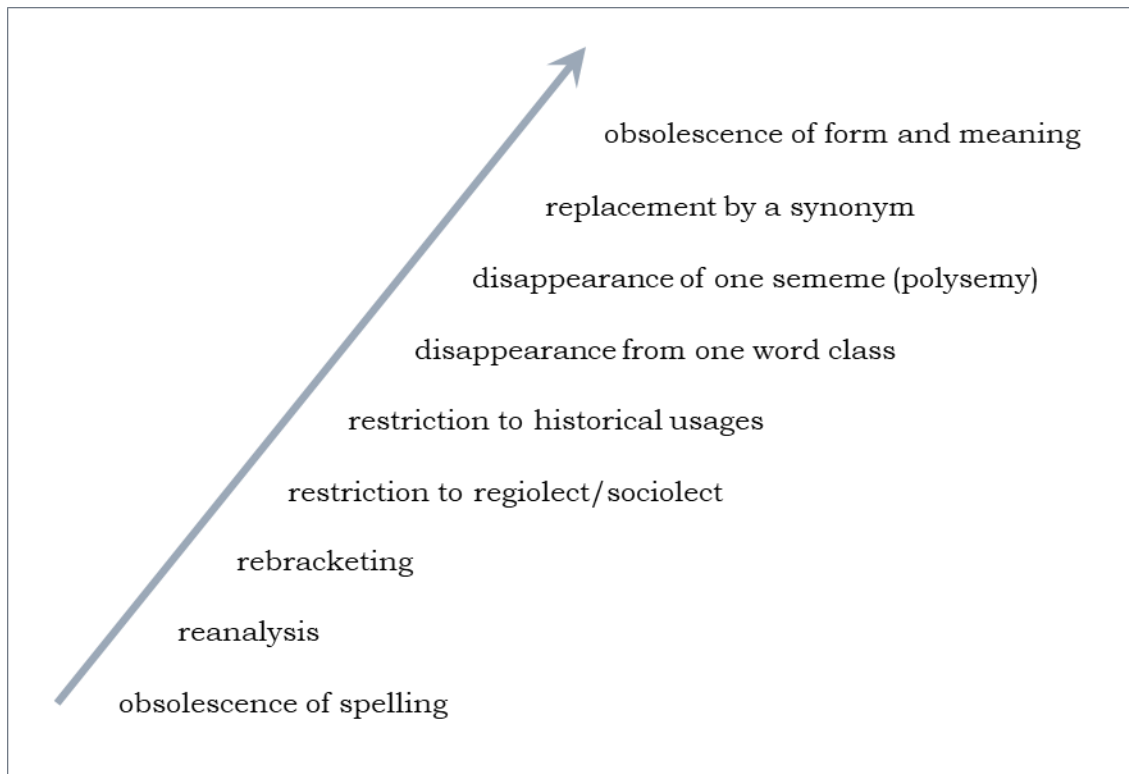 obsolescence of form and meaning
replacement by a synonym
disappearance of one sememe (polysemy)
disappearance from one word class
restriction to historical usages
restriction to regiolect/sociolect
rebracketing
reanalysis
obsolescence of spelling